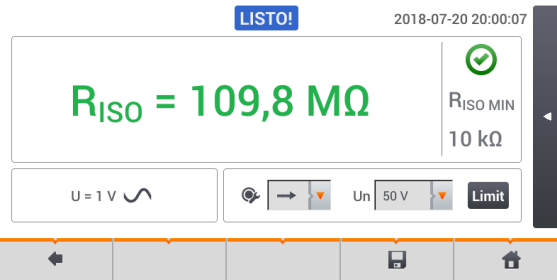 LISTO!
2018-07-20 20:00:07
RISO = 109,8 MΩ
RISO MIN
10 kΩ
U = 1 V
Un 50 V Limit